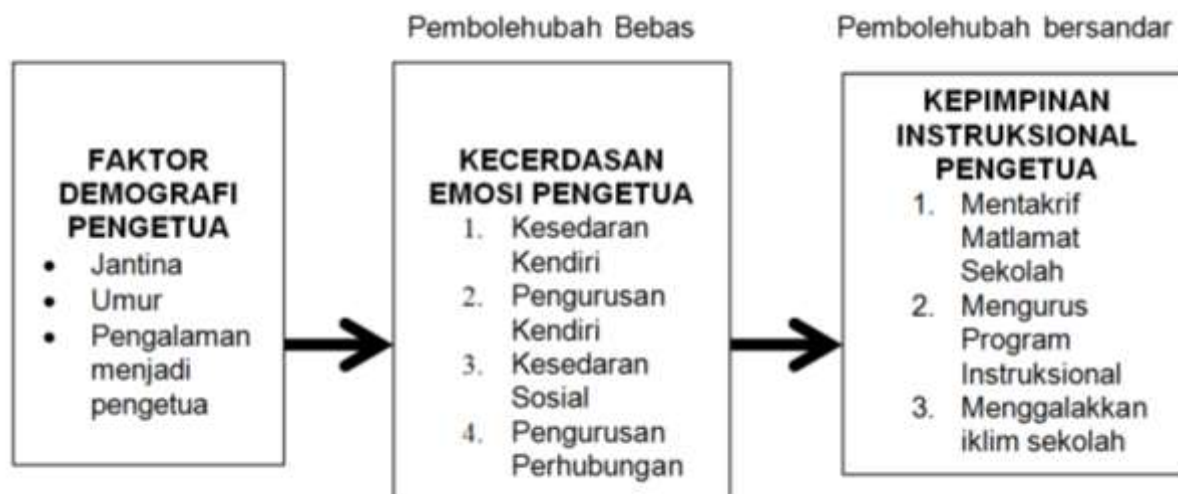 Pembolehubah Bebas
Pembolehubah bersandar
FAKTOR
DEMOGRAFI
PENGETUA
• Jantina
• Umur
• Pengalaman
menjadi
pengetua
KECERDASAN
EMOSI PENGETUA
1. Kesedaran
Kendiri
2. Pengurusan
Kendiri
3. Kesedaran
Sosial
4. Pengurusan
Perhubungan
KEPIMPINAN
INSTRUKSIONAL
PENGETUA
1. Mentakrif
Matlamat
Sekolah
2. Mengurus
Program
Instruksional
3. Menggalakkan
iklim sekolah